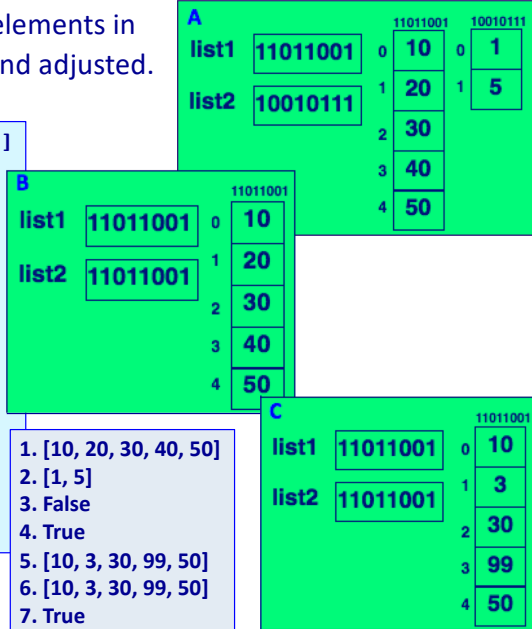 elements in
nd adjusted.
]
A
11011001 10010111
list1 11011001 0 10 0 1
list2 10010111 1 20 1 5
2 30
3 40
4 50
B
11011001
list1 11011001 0 10
list2 11011001 1 20
2 30
3 40
4 50
C
11011001
list1 11011001 0 10
list2 11011001 1 3
2 30
3 99
4 50
1. [10, 20, 30, 40, 50]
2. [1, 5]
3. False
4. True
5. [10, 3, 30, 99, 50]
6. [10, 3, 30, 99, 50]
7. True